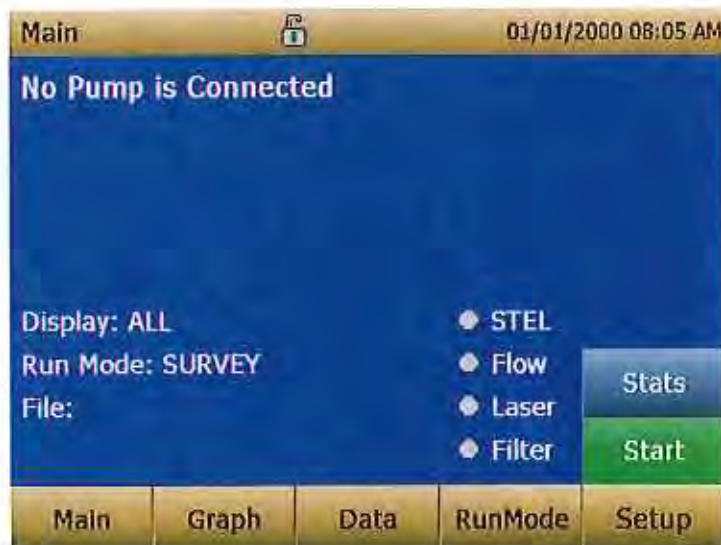 Main 01/01/2000 08:05 AM
No Pump is Connected
Display: ALL
Run Mode: SURVEY
File:
STEL
Flow
Laser
Filter
Stats
Start
Main Graph Data RunMode Setup